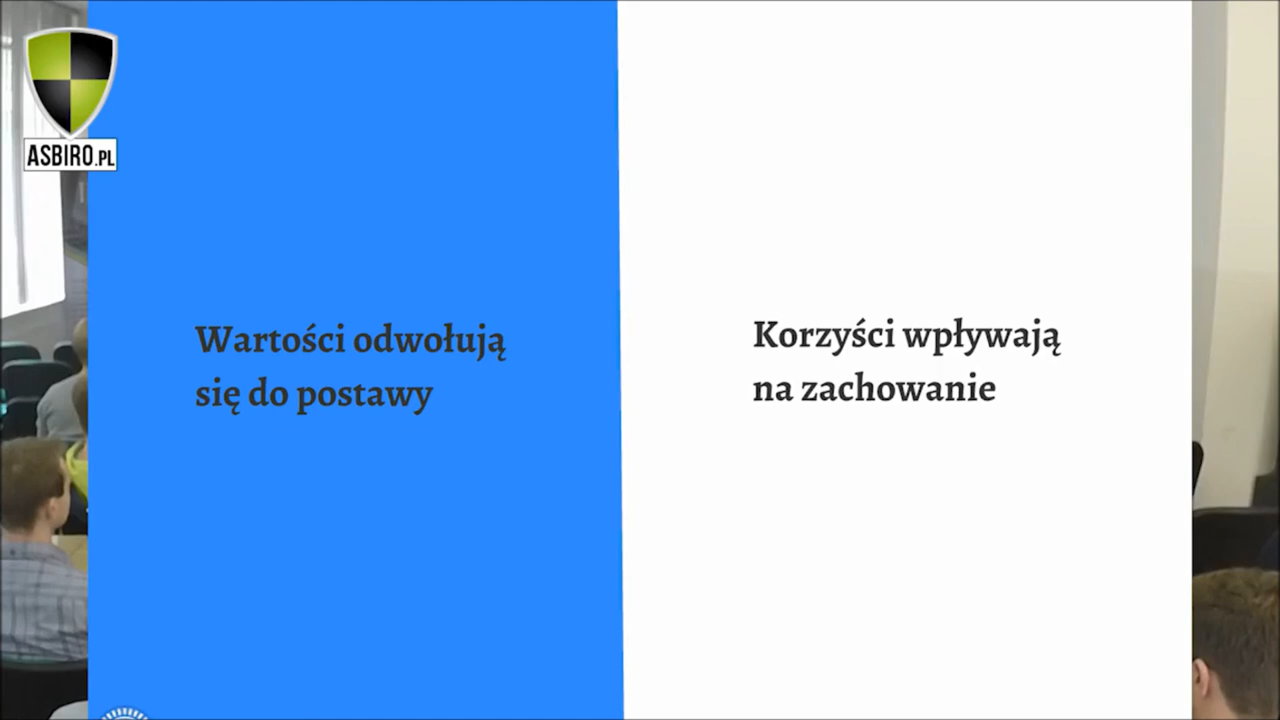 ASBIRO.PL
Wartości odwołują
się do postawy
Korzyści wpływają
na zachowanie